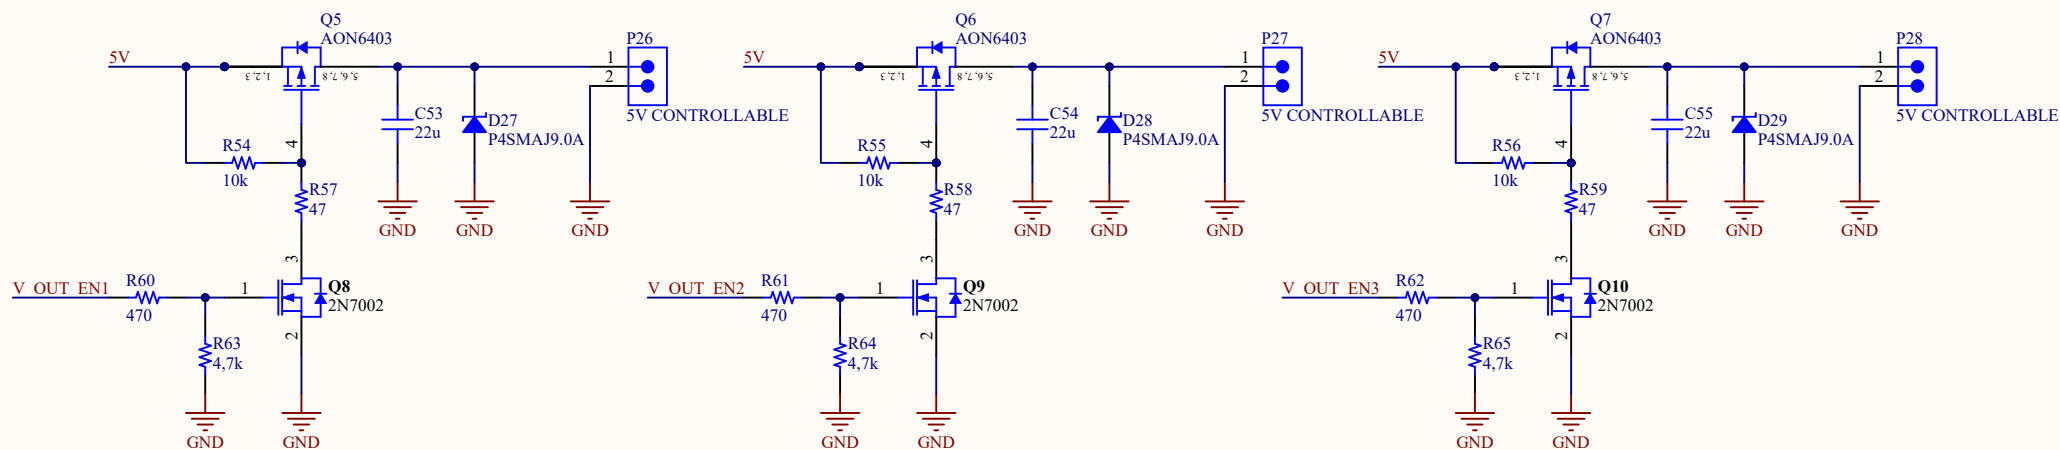 Q5
AON6403
5V
1, 2, 3
5, 6, 7, 8
P26
1
2
5V CONTROLLABLE
C53
22u
D27
P4SMAJ9.0A
4
R54
10k
R57
47
GND
GND
GND
3
V_OUT_EN1
R60
470
1
Q8
2N7002
2
R63
4,7k
GND
GND
Q6
AON6403
5V
1, 2, 3
5, 6, 7, 8
P27
1
2
5V CONTROLLABLE
C54
22u
D28
P4SMAJ9.0A
4
R55
10k
R58
47
GND
GND
GND
3
V_OUT_EN2
R61
470
1
Q9
2N7002
2
R64
4,7k
GND
GND
Q7
AON6403
5V
1, 2, 3
5, 6, 7, 8
P28
1
2
5V CONTROLLABLE
C55
22u
D29
P4SMAJ9.0A
4
R56
10k
R59
47
GND
GND
GND
3
V_OUT_EN3
R62
470
1
Q10
2N7002
2
R65
4,7k
GND
GND